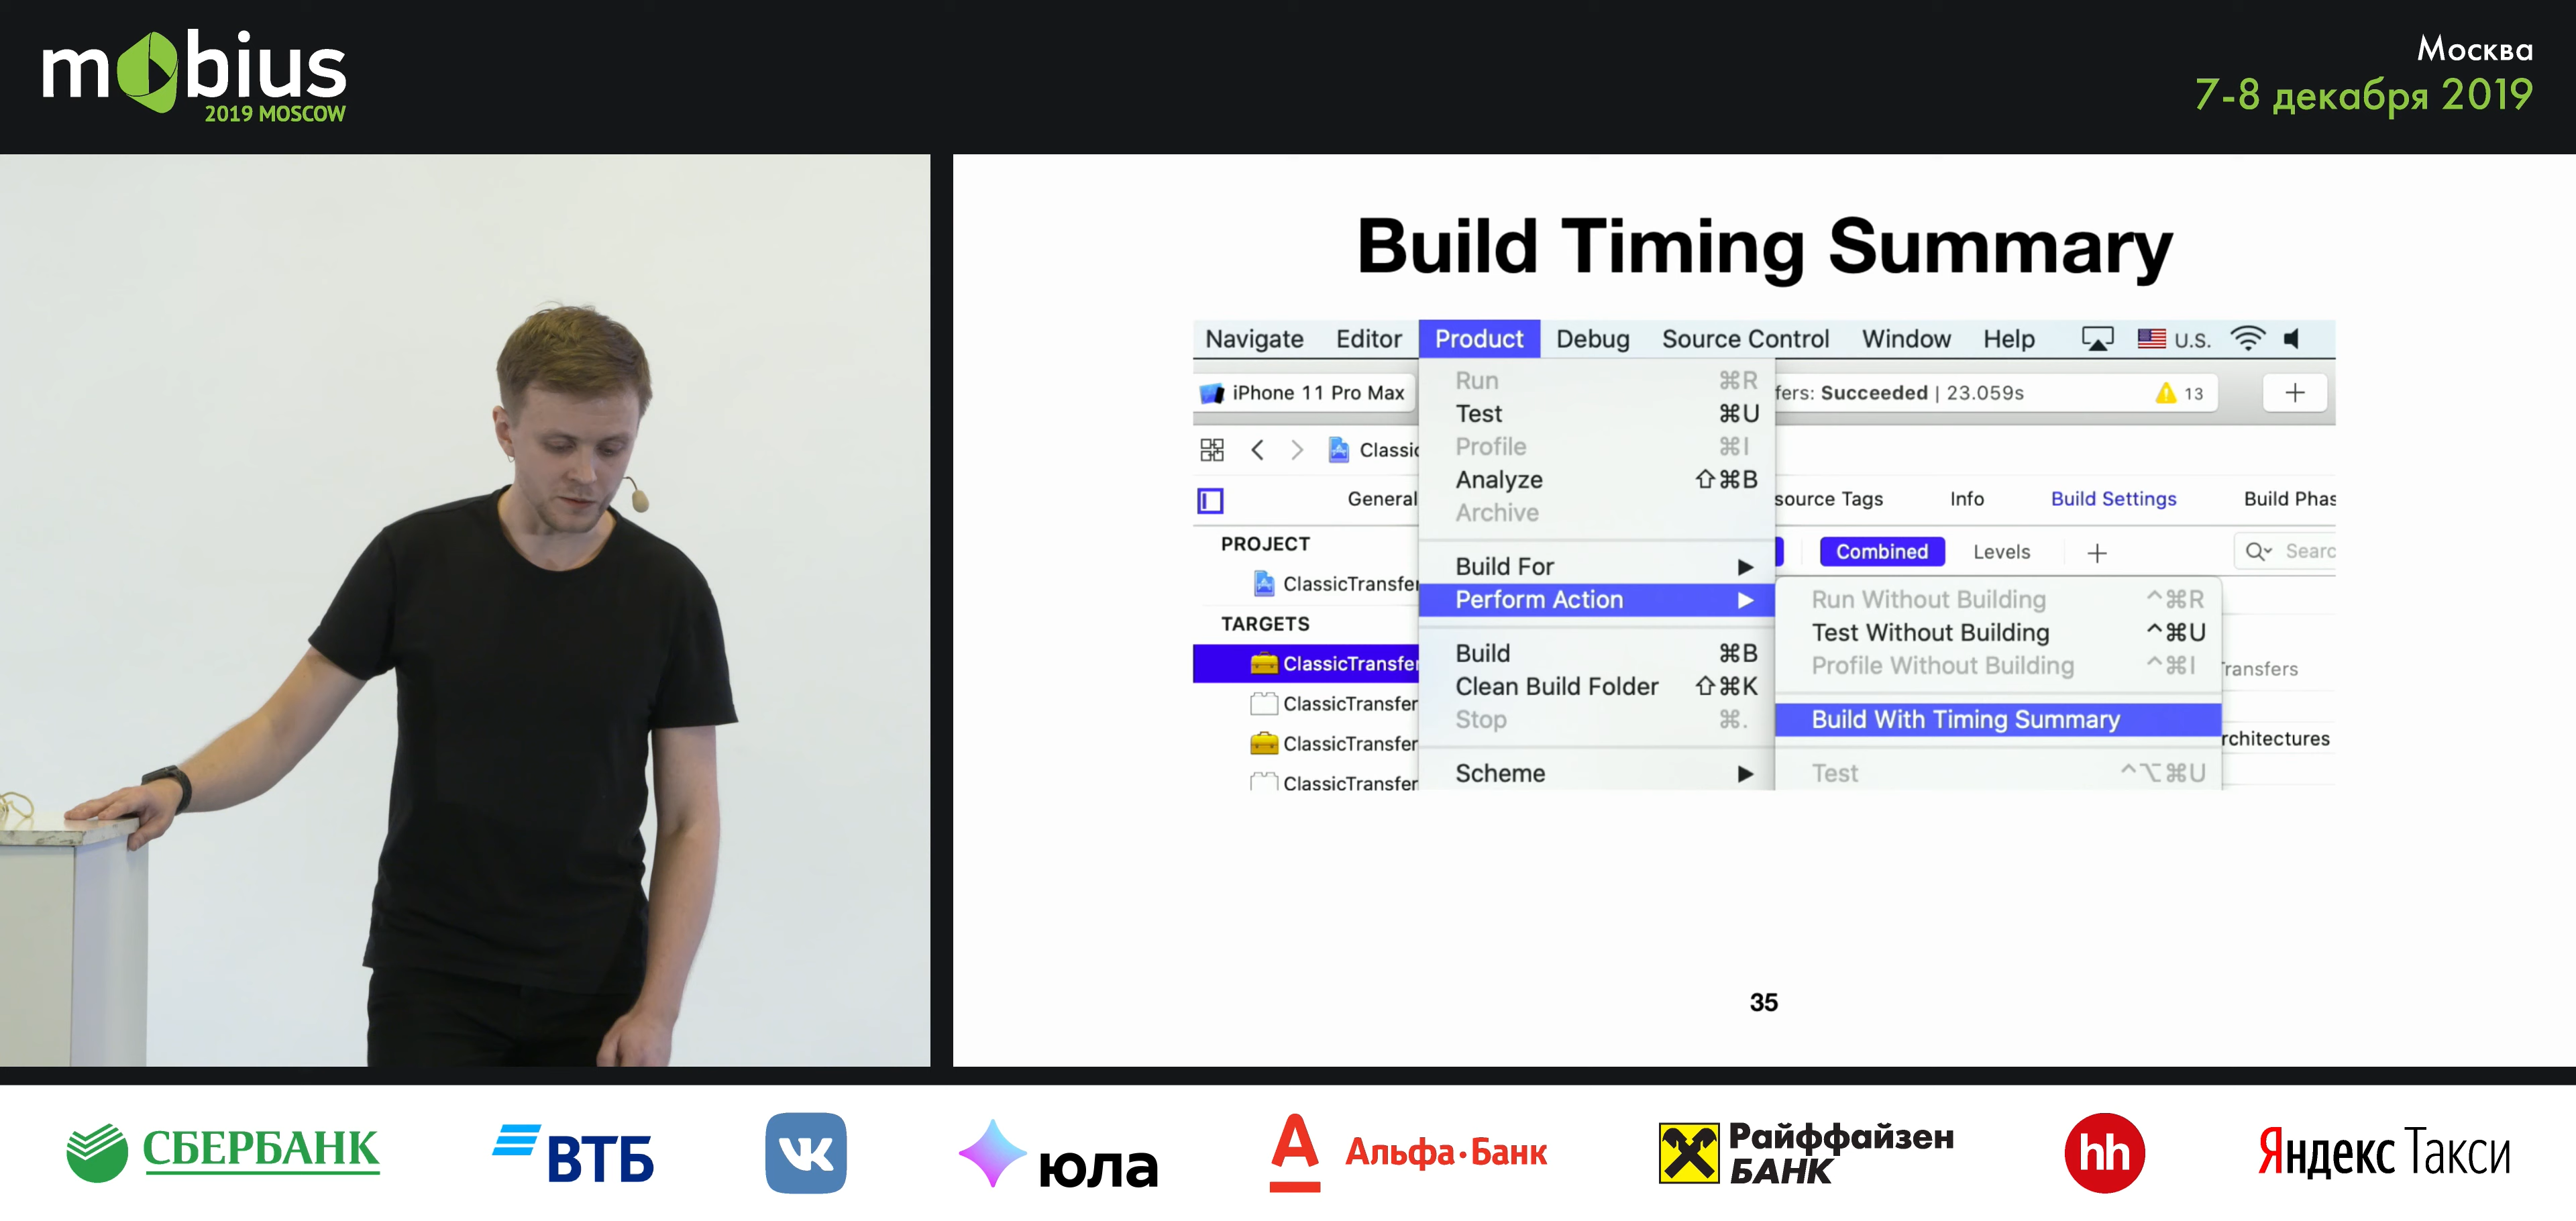 mobius
2019 MOSCOW
Москва
7-8 декабря 2019
Build Timing Summary
Navigate Editor Product Debug Source Control Window Help U.S.
iPhone 11 Pro Max
fers: Succeeded | 23.059s
13
Classic
General
source Tags Info Build Settings Build Phas
Combined Levels
Searc
PROJECT
ClassicTransfer
TARGETS
ClassicTransfer
ClassicTransfer
ClassicTransfer
ClassicTransfer
Run ⌘R
Test ⌘U
Profile ⌘I
Analyze ⇧⌘B
Archive
Build For ▶
Perform Action ▶
Build ⌘B
Clean Build Folder ⇧⌘K
Stop ⌘.
Scheme ▶
Run Without Building ^⌘R
Test Without Building ^⌘U
Profile Without Building ^⌘I
Build With Timing Summary
Test ^⌥⌘U
Transfers
rchitectures
35
СБЕРБАНК
ВТБ
VK
юла
А
Альфа·Банк
Райффайзен
БАНК
hh
Яндекс Такси